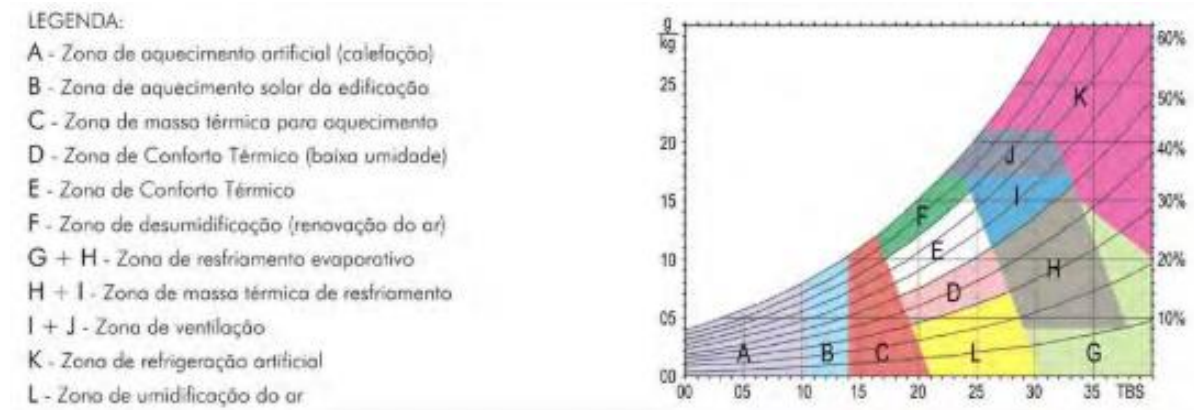 LEGENDA:
A - Zona de aquecimento artificial (calefação)
B - Zona de aquecimento solar da edificação
C - Zona de massa térmica para aquecimento
D - Zona de Conforto Térmico (baixa umidade)
E - Zona de Conforto Térmico
F - Zona de desumidificação (renovação do ar)
G + H - Zona de resfriamento evaporativo
H + I - Zona de massa térmica de resfriamento
I + J - Zona de ventilação
K - Zona de refrigeração artificial
L - Zona de umidificação do ar
g
kg
25
20
15
10
05
00
60%
50%
40%
30%
20%
10%
K
J
I
F
E
H
D
A B C L G
00 05 10 15 20 25 30 35 TBS